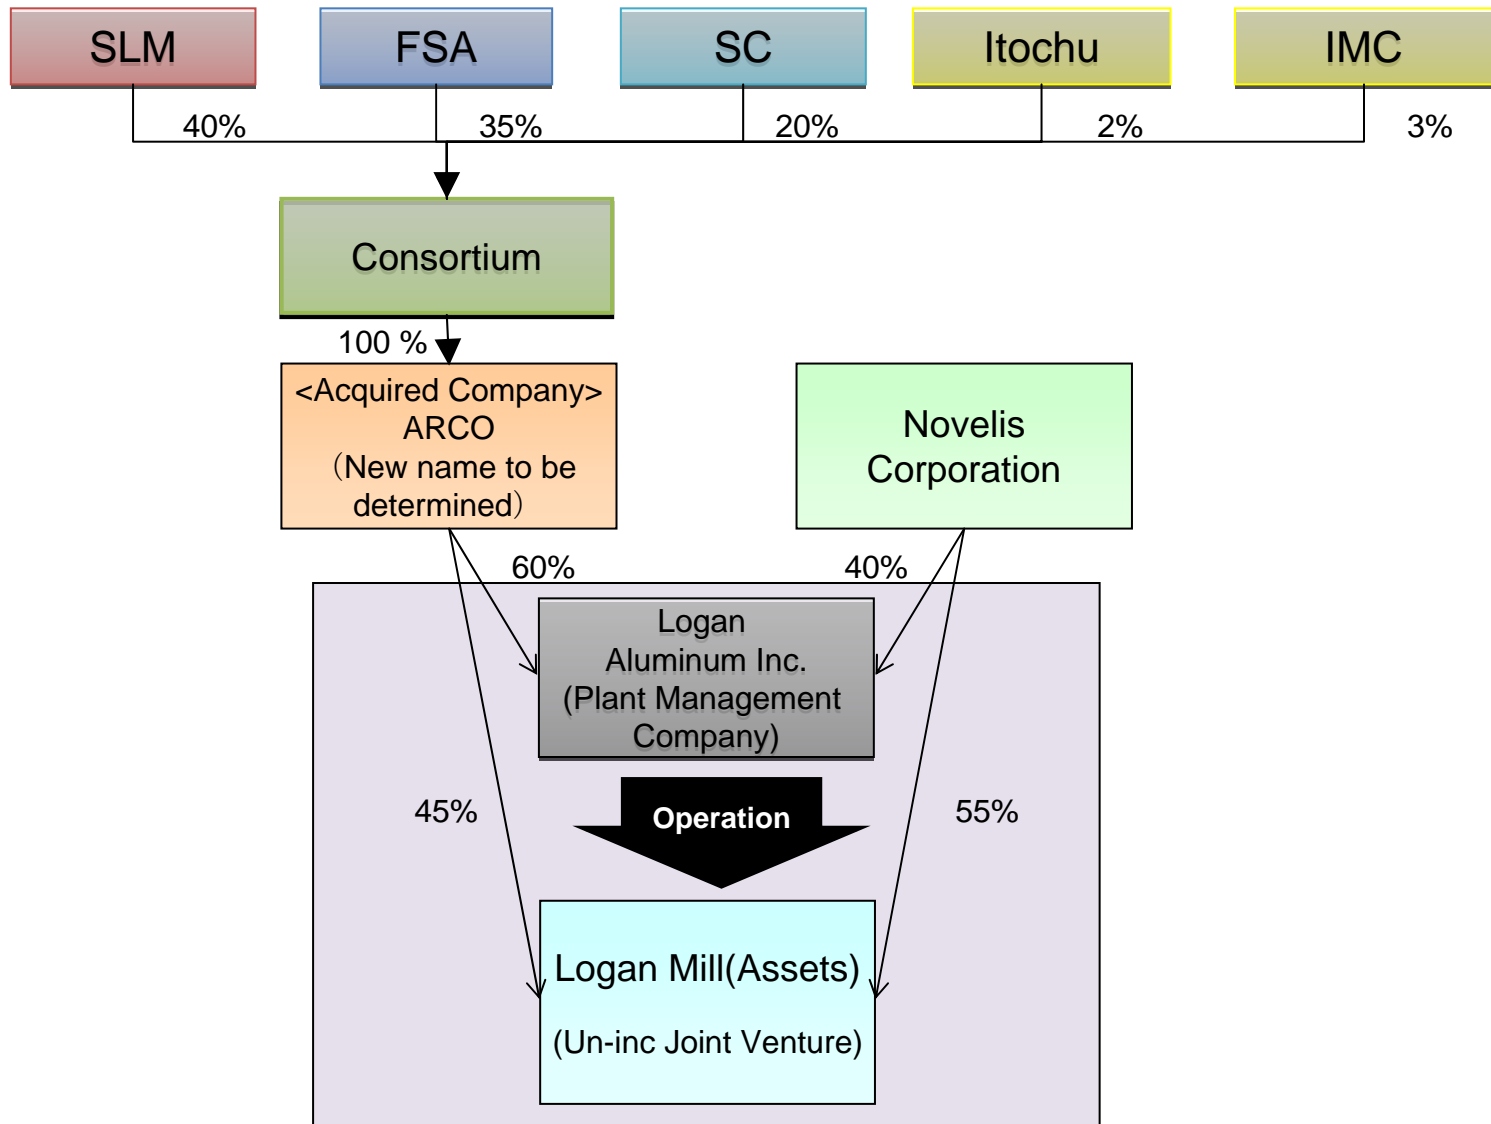 SLM
FSA
SC
Itochu
IMC
40%
35%
20%
2%
3%
Consortium
100 %
<Acquired Company>
ARCO
（New name to be
determined）
Novelis
Corporation
60%
40%
Logan
Aluminum Inc.
(Plant Management
Company)
45%
Operation
55%
Logan Mill(Assets)
(Un-inc Joint Venture)